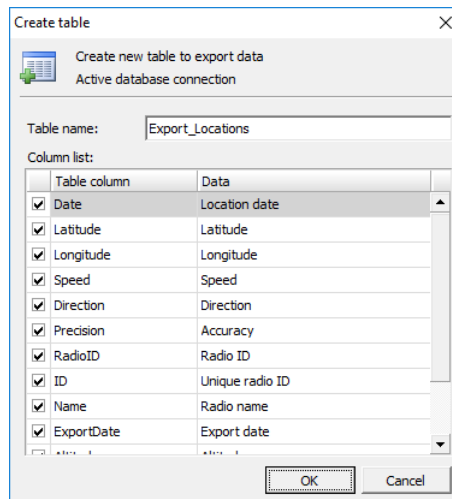 Create table
Create new table to export data
Active database connection
Table name: Export_Locations
Column list:
Table column Data
Date Location date
Latitude Latitude
Longitude Longitude
Speed Speed
Direction Direction
Precision Accuracy
RadioID Radio ID
ID Unique radio ID
Name Radio name
ExportDate Export date
OK Cancel